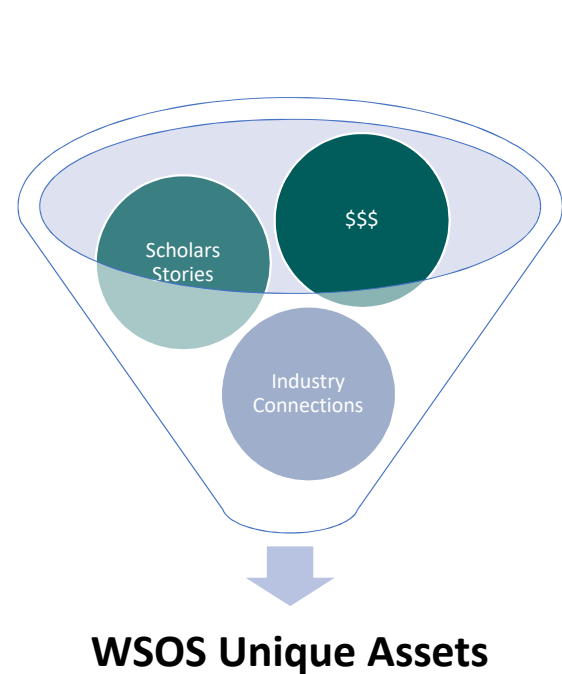 $$$
Scholars
Stories
Industry
Connections
WSOS Unique Assets